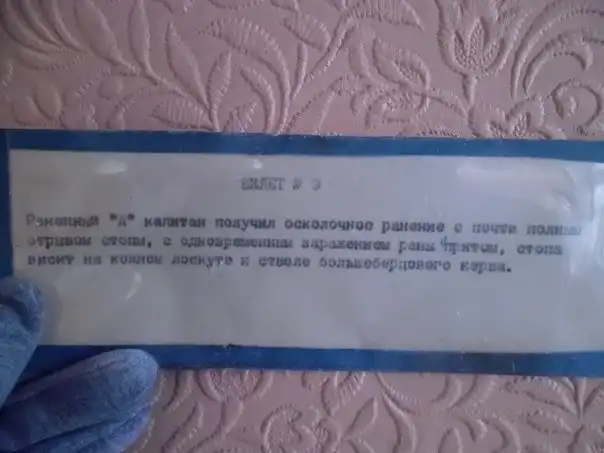 БИЛЕТ № 9
Раненный "А" капитан получил осколочное ранение с почти полным
отрывом стопы, с одновременным заражением раны ипритом, стопа
висит на кожном лоскуте и стволе большеберцового нерва.